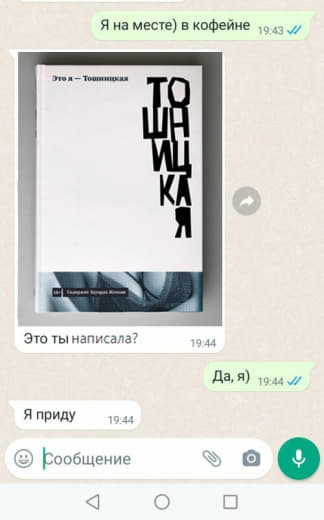 Я на месте) в кофейне 19:43
Это я — Тошницкая
ТО
ШН
ИЦ
КА
Я
Это ты написала? 19:44
Да, я) 19:44
Я приду 19:44
Сообщение